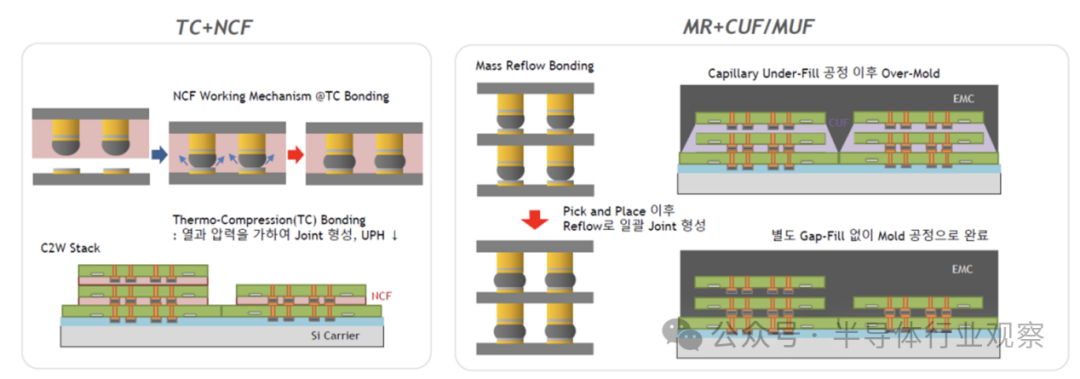 TC+NCF
NCF Working Mechanism @TC Bonding
Thermo-Compression(TC) Bonding
: 열과 압력을 가하여 Joint 형성, UPH ↓
C2W Stack
NCF
Si Carrier
MR+CUF/MUF
Mass Reflow Bonding
Pick and Place 이후
Reflow로 일괄 Joint 형성
Capillary Under-Fill 공정 이후 Over-Mold
EMC
CUF
별도 Gap-Fill 없이 Mold 공정으로 완료
EMC
公众号 · 半导体行业观察